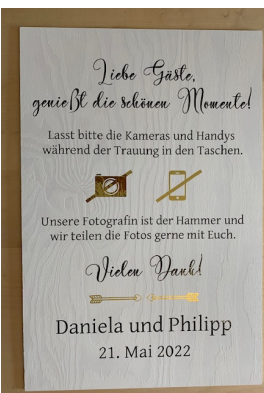 Liebe Gäste,
genießt die schönen Momente!
Lasst bitte die Kameras und Handys
während der Trauung in den Taschen.
Unsere Fotografin ist der Hammer und
wir teilen die Fotos gerne mit Euch.
Vielen Dank!
Daniela und Philipp
21. Mai 2022